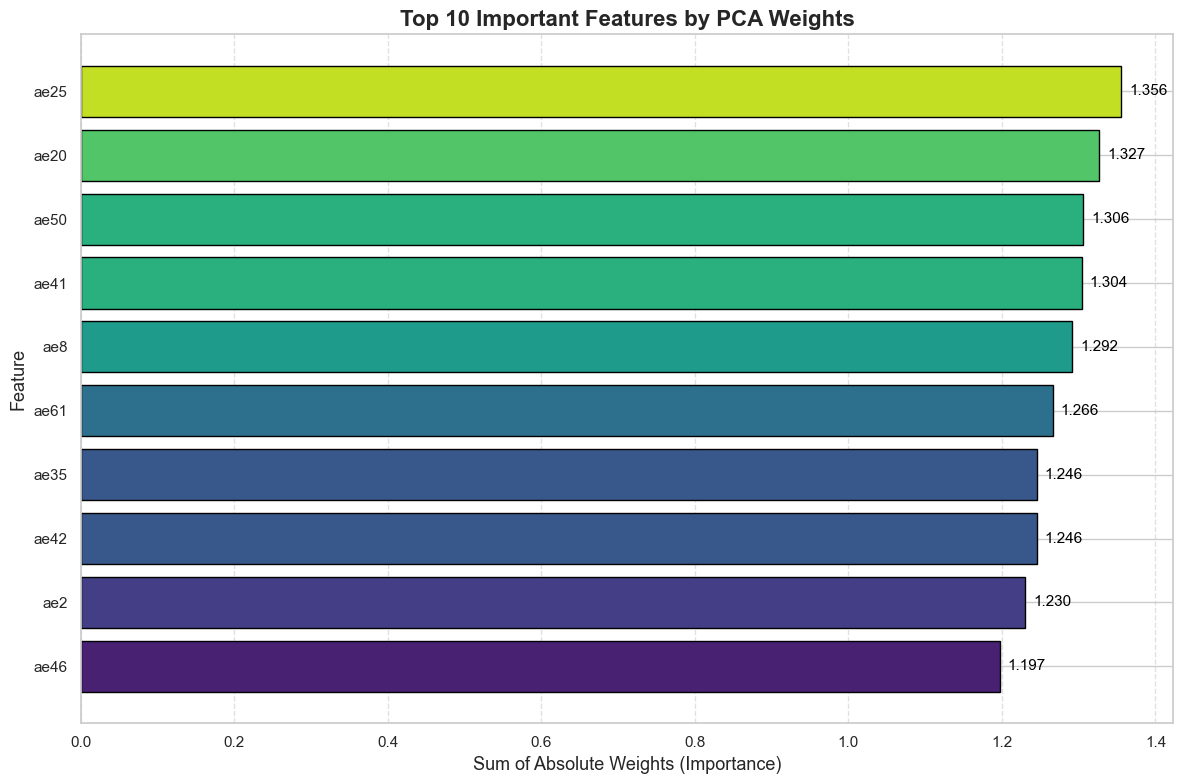 Top 10 Important Features by PCA Weights
Feature
ae25 1.356
ae20 1.327
ae50 1.306
ae41 1.304
ae8 1.292
ae61 1.266
ae35 1.246
ae42 1.246
ae2 1.230
ae46 1.197
0.0 0.2 0.4 0.6 0.8 1.0 1.2 1.4
Sum of Absolute Weights (Importance)